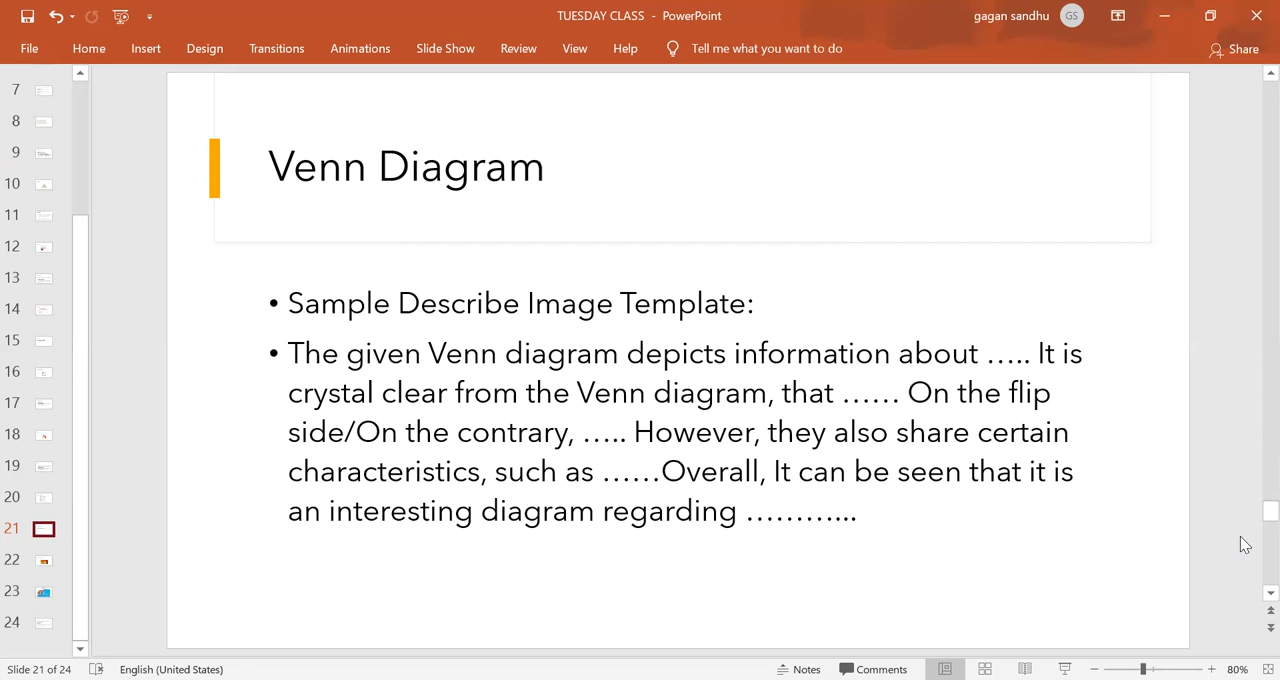 TUESDAY CLASS - PowerPoint
gagan sandhu
GS
File Home Insert Design Transitions Animations Slide Show Review View Help Tell me what you want to do
Share
7
8
9
10
11
12
13
14
15
16
17
18
19
20
21
22
23
24
Venn Diagram
• Sample Describe Image Template:
• The given Venn diagram depicts information about ….. It is
crystal clear from the Venn diagram, that …… On the flip
side/On the contrary, ….. However, they also share certain
characteristics, such as ……Overall, It can be seen that it is
an interesting diagram regarding ………...
Slide 21 of 24 English (United States) Notes Comments 80%